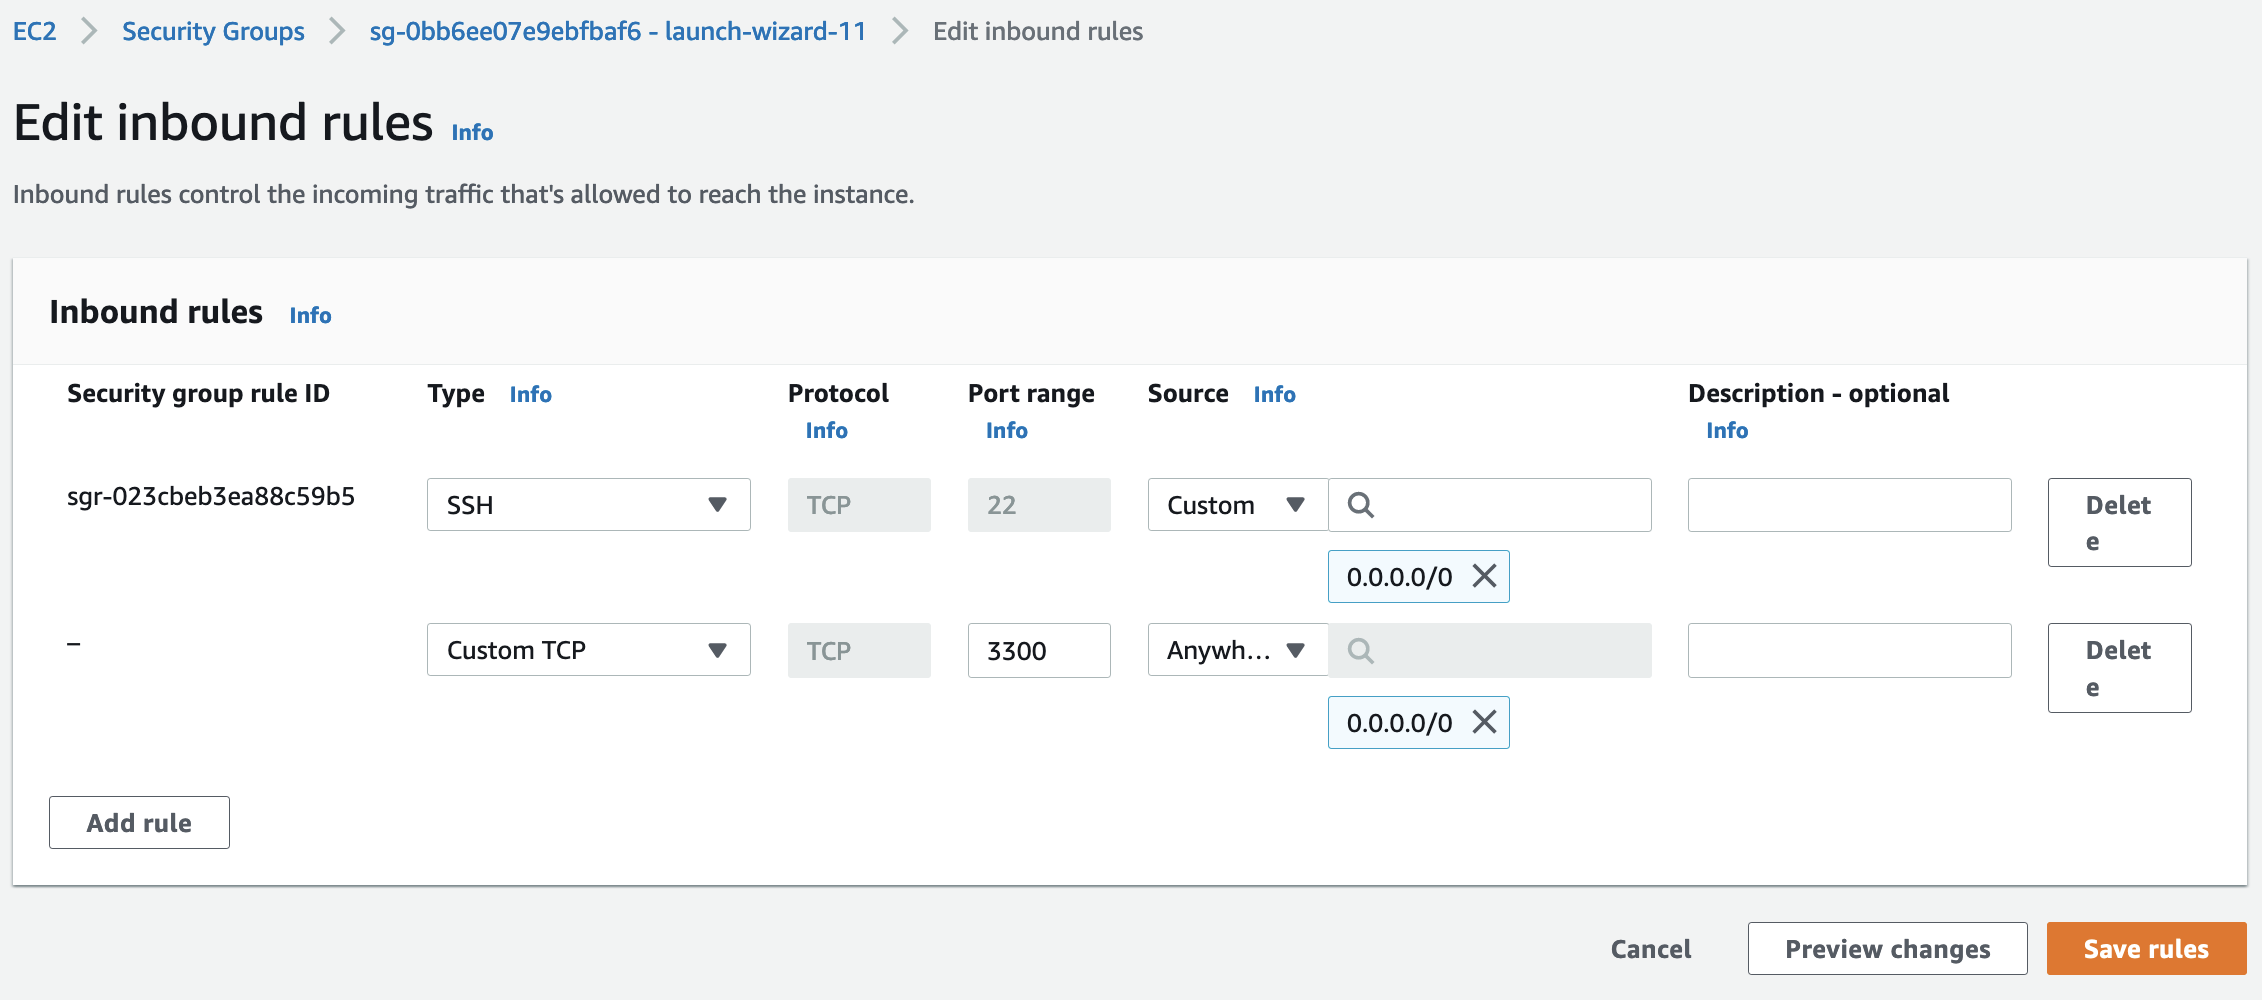 EC2 > Security Groups > sg-0bb6ee07e9ebfbaf6 - launch-wizard-11 > Edit inbound rules
Edit inbound rules Info
Inbound rules control the incoming traffic that's allowed to reach the instance.
Inbound rules Info
Security group rule ID Type Info Protocol Port range Source Info Description - optional
Info Info Info
sgr-023cbeb3ea88c59b5 SSH TCP 22 Custom Delet
e
0.0.0.0/0
– Custom TCP TCP 3300 Anywh... Delet
e
0.0.0.0/0
Add rule
Cancel Preview changes Save rules